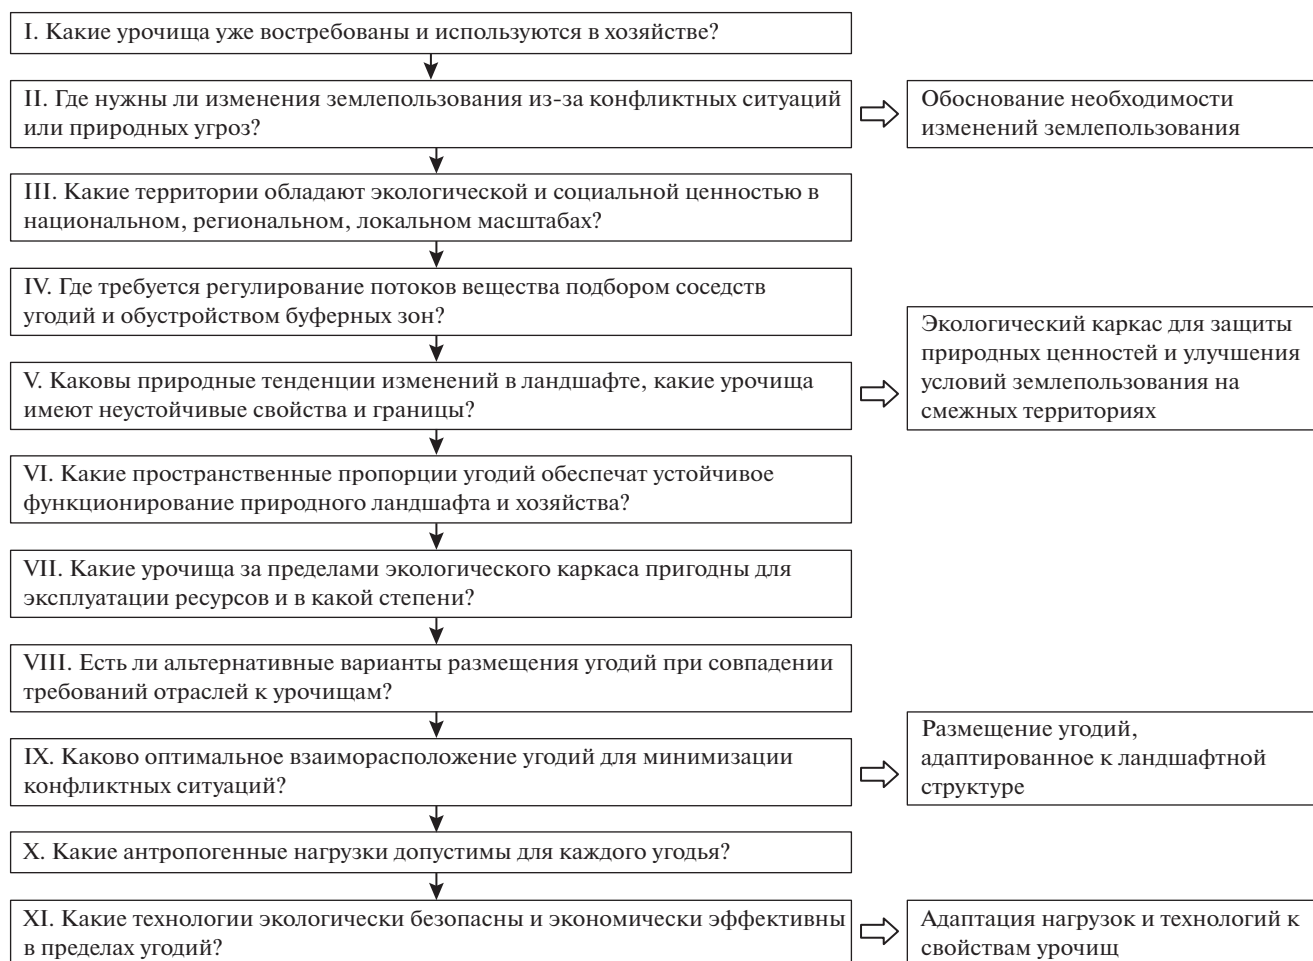 I. Какие урочища уже востребованы и используются в хозяйстве?
II. Где нужны ли изменения землепользования из-за конфликтных ситуаций
или природных угроз?
Обоснование необходимости
изменений землепользования
III. Какие территории обладают экологической и социальной ценностью в
национальном, региональном, локальном масштабах?
IV. Где требуется регулирование потоков вещества подбором соседств
угодий и обустройством буферных зон?
V. Каковы природные тенденции изменений в ландшафте, какие урочища
имеют неустойчивые свойства и границы?
Экологический каркас для защиты
природных ценностей и улучшения
условий землепользования на
смежных территориях
VI. Какие пространственные пропорции угодий обеспечат устойчивое
функционирование природного ландшафта и хозяйства?
VII. Какие урочища за пределами экологического каркаса пригодны для
эксплуатации ресурсов и в какой степени?
VIII. Есть ли альтернативные варианты размещения угодий при совпадении
требований отраслей к урочищам?
IX. Каково оптимальное взаиморасположение угодий для минимизации
конфликтных ситуаций?
Размещение угодий,
адаптированное к ландшафтной
структуре
X. Какие антропогенные нагрузки допустимы для каждого угодья?
XI. Какие технологии экологически безопасны и экономически эффективны
в пределах угодий?
Адаптация нагрузок и технологий к
свойствам урочищ